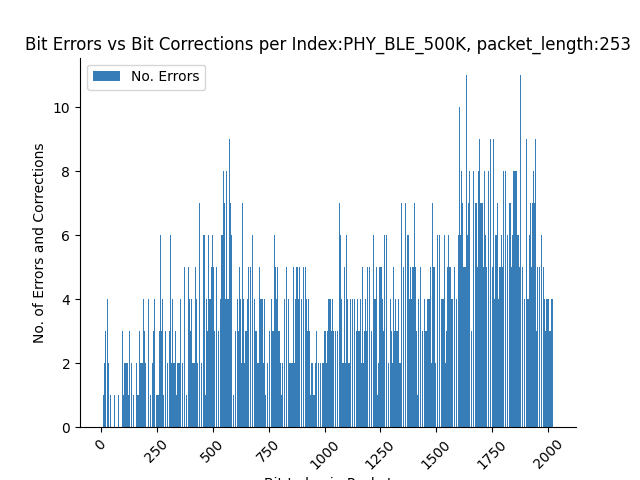 Bit Errors vs Bit Corrections per Index:PHY_BLE_500K, packet_length:253
No. Errors
No. of Errors and Corrections
10
8
6
4
2
0
0 250 500 750 1000 1250 1500 1750 2000